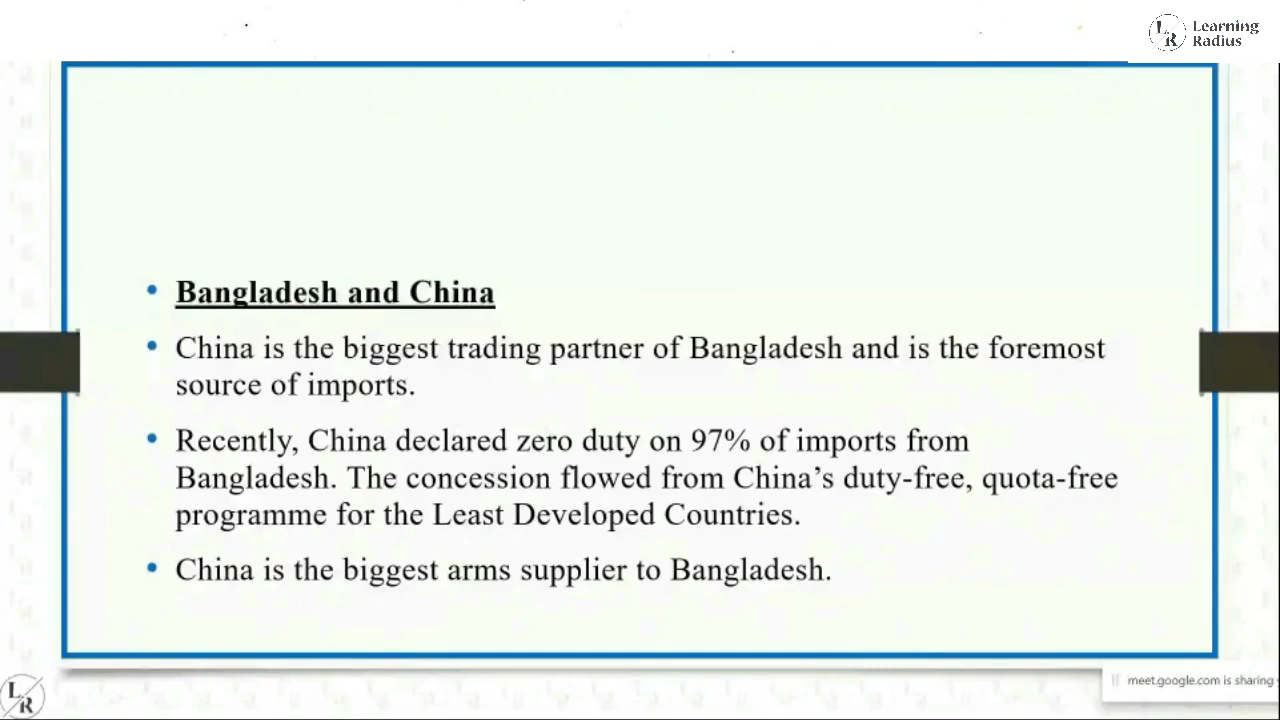 Learning
Radius
LR
• Bangladesh and China
• China is the biggest trading partner of Bangladesh and is the foremost
source of imports.
• Recently, China declared zero duty on 97% of imports from
Bangladesh. The concession flowed from China’s duty-free, quota-free
programme for the Least Developed Countries.
• China is the biggest arms supplier to Bangladesh.
LR
meet.google.com is sharing